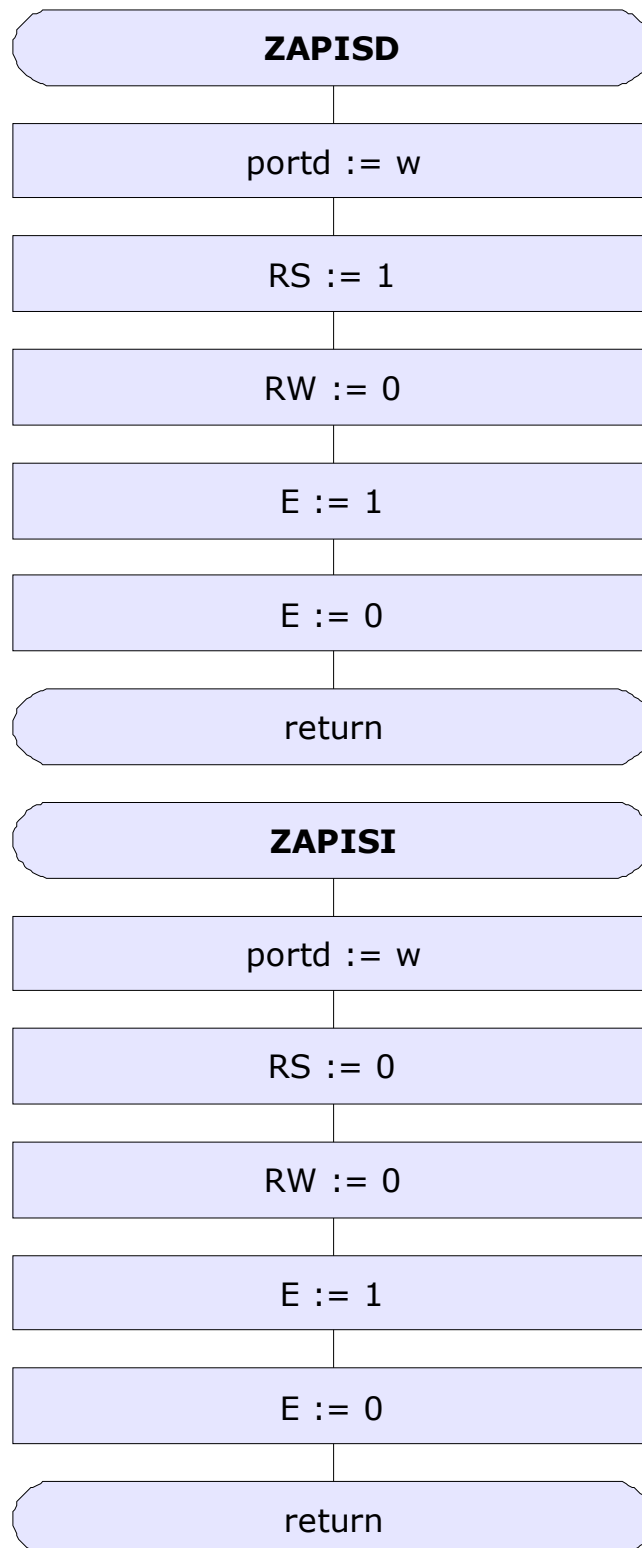 ZAPISD
portd := w
RS := 1
RW := 0
E := 1
E := 0
return
ZAPISI
portd := w
RS := 0
RW := 0
E := 1
E := 0
return